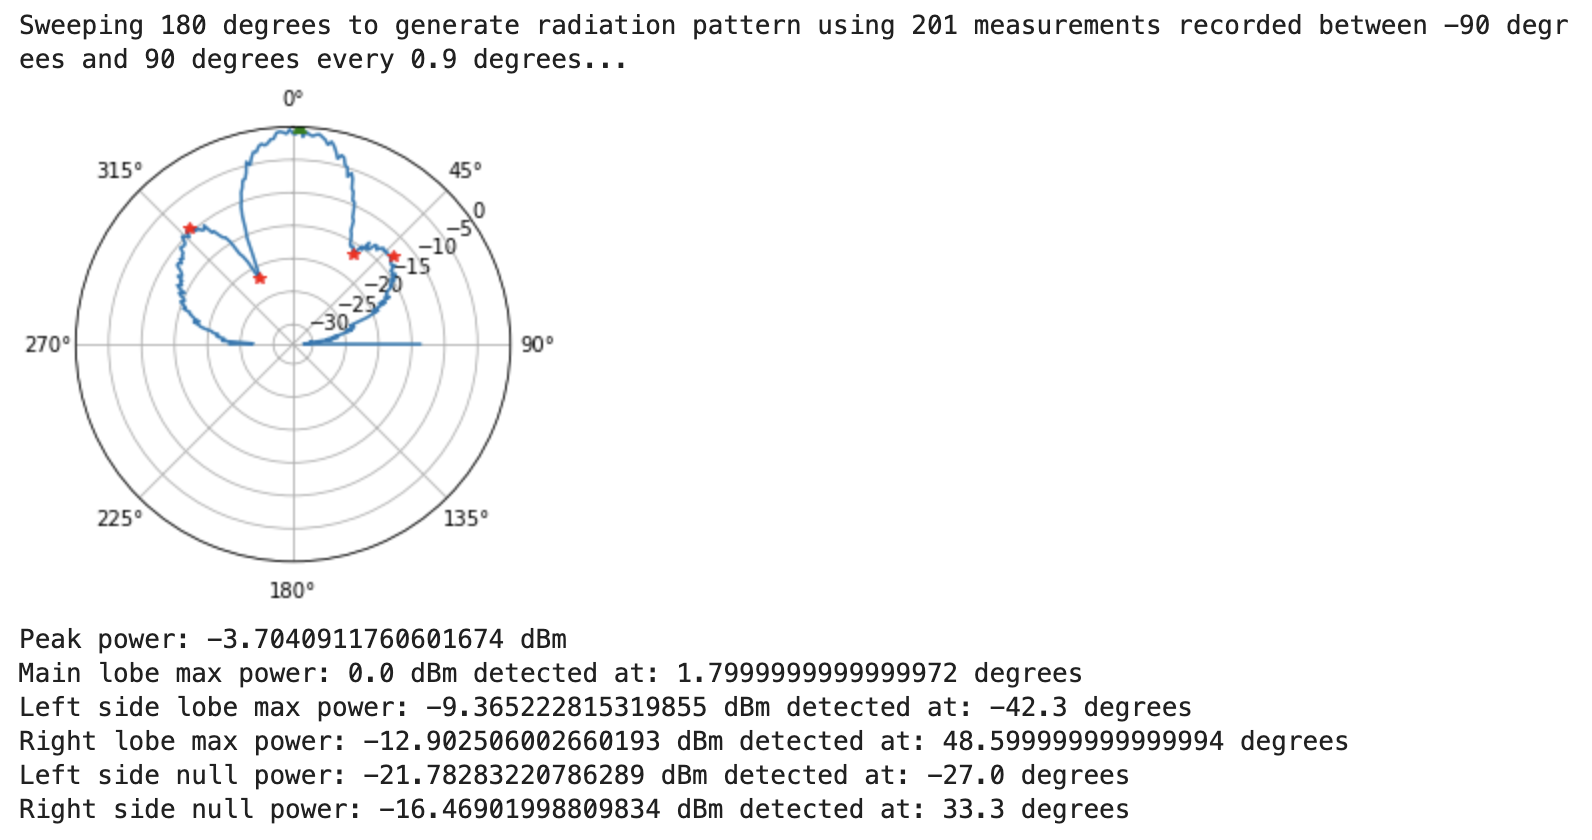 Sweeping 180 degrees to generate radiation pattern using 201 measurements recorded between −90 degr
ees and 90 degrees every 0.9 degrees...
0°
315°
45°
0
−5
−10
−15
−20
−25
−30
270°
90°
225°
135°
180°
Peak power: −3.7040911760601674 dBm
Main lobe max power: 0.0 dBm detected at: 1.7999999999999972 degrees
Left side lobe max power: −9.365222815319855 dBm detected at: −42.3 degrees
Right lobe max power: −12.902506002660193 dBm detected at: 48.599999999999994 degrees
Left side null power: −21.78283220786289 dBm detected at: −27.0 degrees
Right side null power: −16.46901998809834 dBm detected at: 33.3 degrees